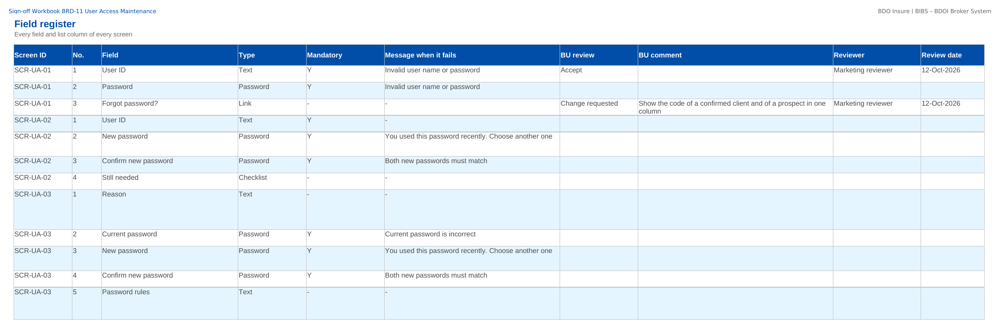 Sign-off Workbook BRD-11 User Access Maintenance
BDO Insure | BIBS – BDOI Broker System
Field register
Every field and list column of every screen
Screen ID No. Field Type Mandatory Message when it fails BU review BU comment Reviewer Review date
SCR-UA-01 1 User ID Text Y Invalid user name or password Accept Marketing reviewer 12-Oct-2026
SCR-UA-01 2 Password Password Y Invalid user name or password
SCR-UA-01 3 Forgot password? Link - - Change requested Show the code of a confirmed client and of a prospect in one Marketing reviewer 12-Oct-2026
column
SCR-UA-02 1 User ID Text Y -
SCR-UA-02 2 New password Password Y You used this password recently. Choose another one
SCR-UA-02 3 Confirm new password Password Y Both new passwords must match
SCR-UA-02 4 Still needed Checklist - -
SCR-UA-03 1 Reason Text - -
SCR-UA-03 2 Current password Password Y Current password is incorrect
SCR-UA-03 3 New password Password Y You used this password recently. Choose another one
SCR-UA-03 4 Confirm new password Password Y Both new passwords must match
SCR-UA-03 5 Password rules Text - -